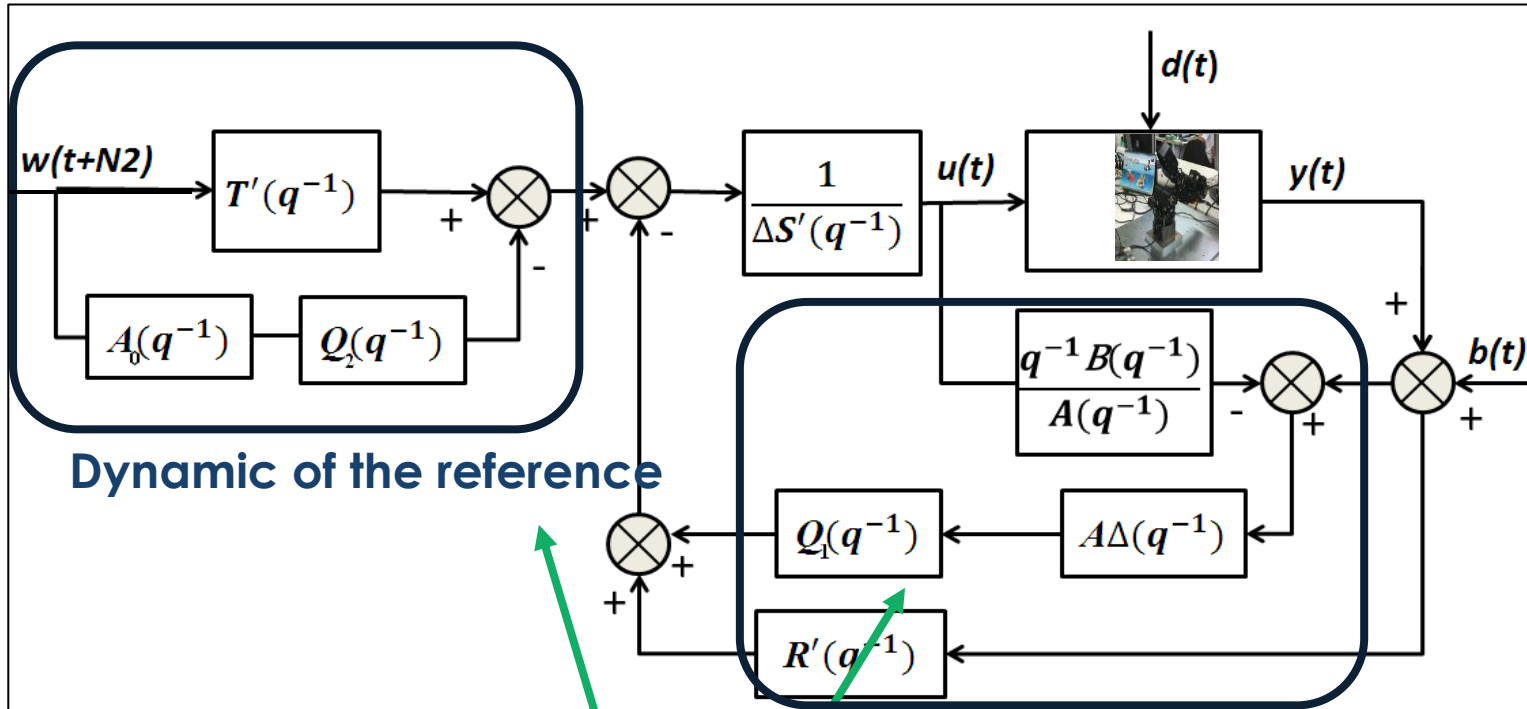 d(t)
w(t+N2)
T′(q⁻¹)
+
-
+
-
1
ΔS′(q⁻¹)
u(t)
y(t)
A₀(q⁻¹)
Q₂(q⁻¹)
q⁻¹B(q⁻¹)
A(q⁻¹)
-
+
+
b(t)
+
Dynamic of the reference
Q₁(q⁻¹)
AΔ(q⁻¹)
+
+
R′(q⁻¹)